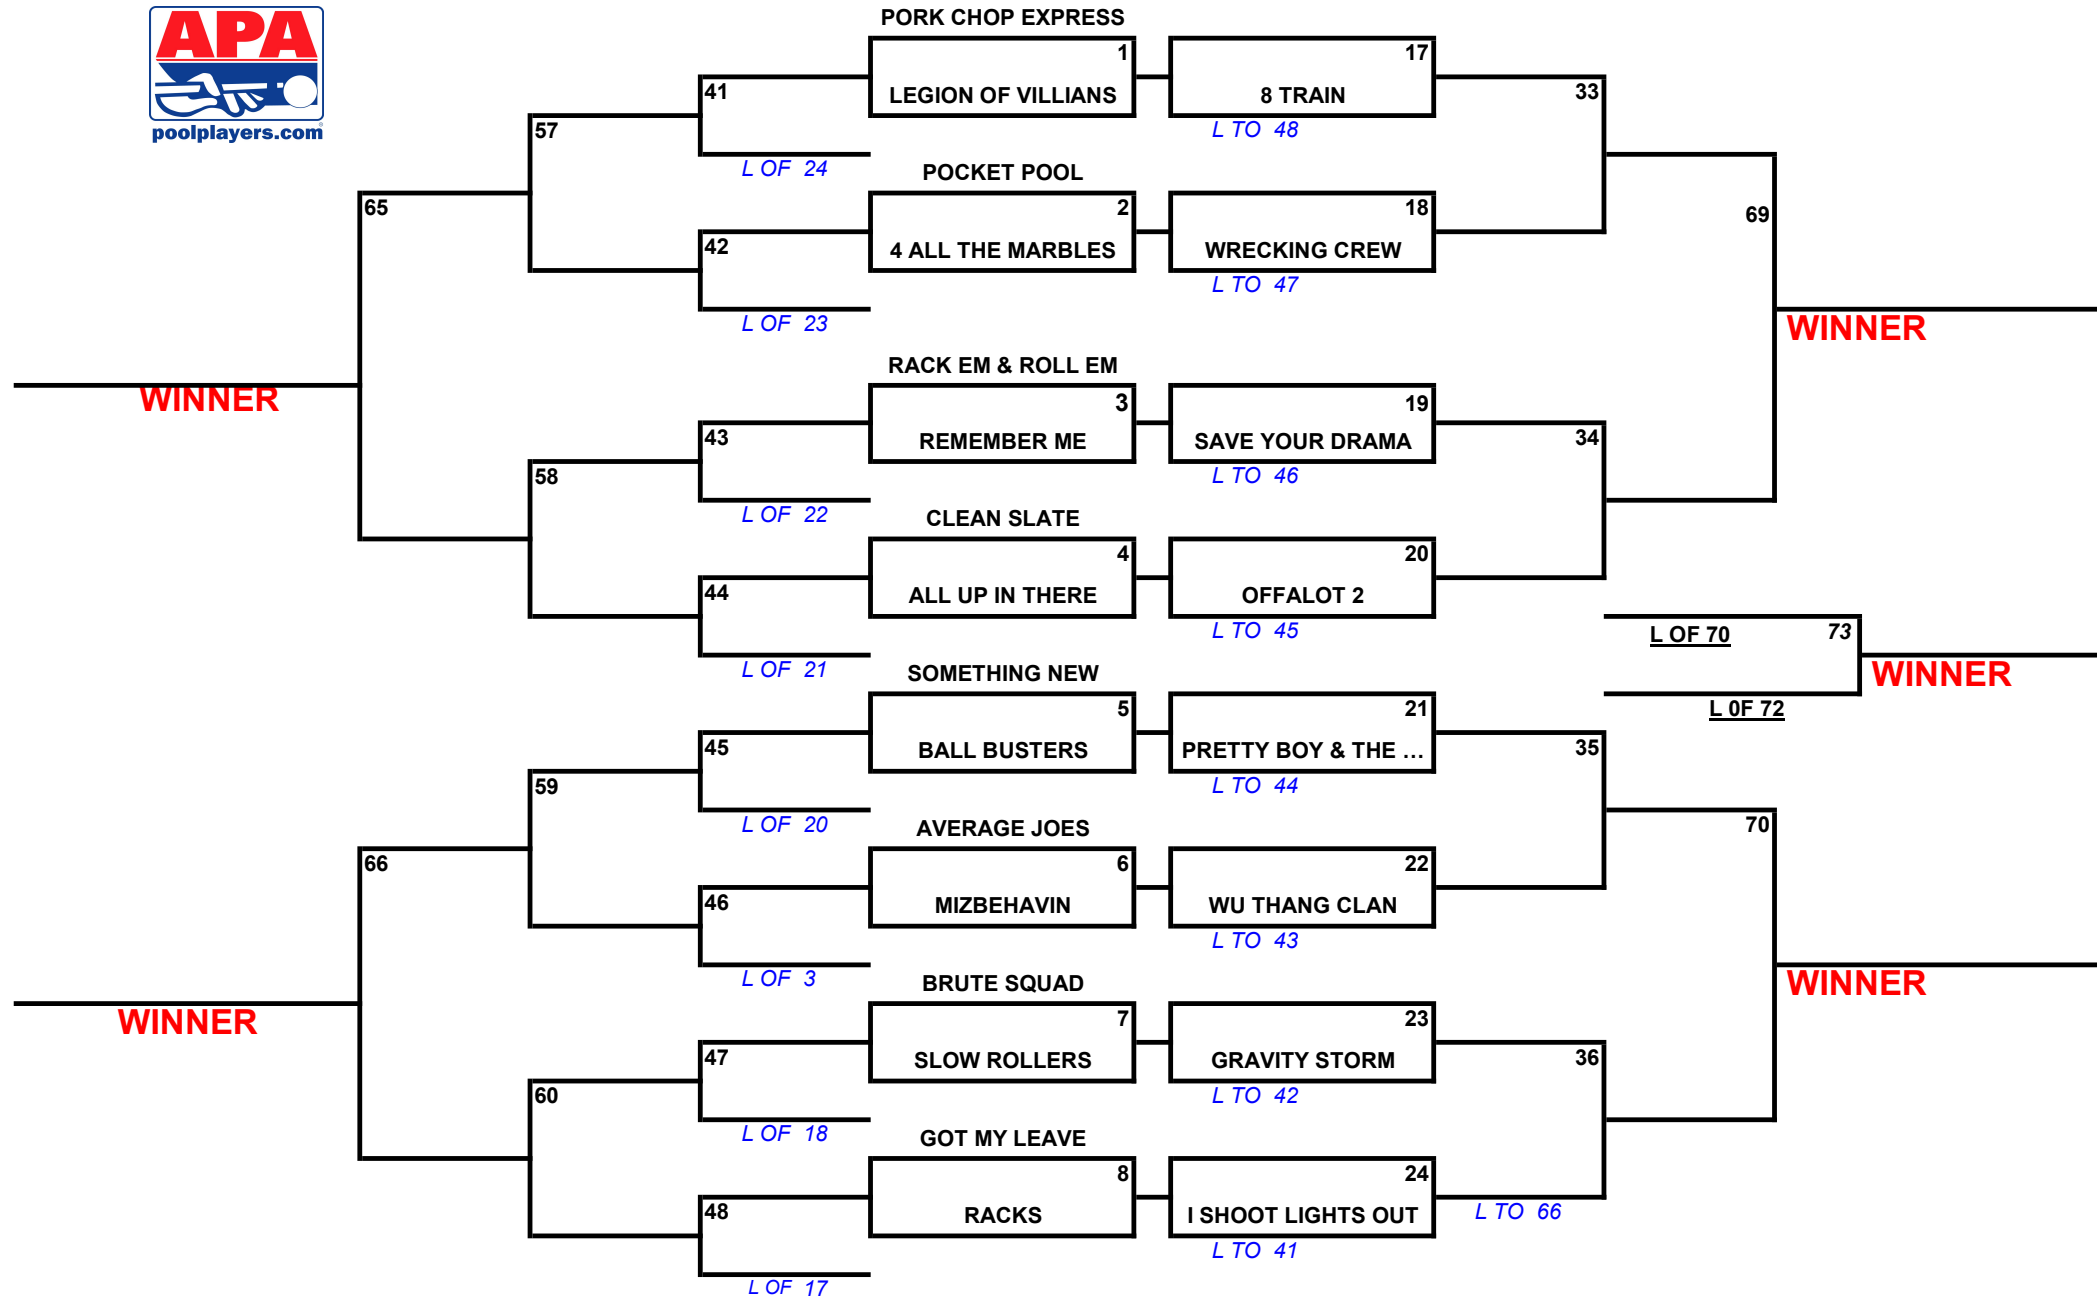 PORK CHOP EXPRESS
APA
poolplayers.com
1
17
41
LEGION OF VILLIANS
8 TRAIN
33
57
L TO 48
L OF 24
POCKET POOL
65
2
18
69
42
4 ALL THE MARBLES
WRECKING CREW
L TO 47
L OF 23
WINNER
RACK EM & ROLL EM
WINNER
3
19
43
REMEMBER ME
SAVE YOUR DRAMA
34
58
L TO 46
L OF 22
CLEAN SLATE
4
20
44
ALL UP IN THERE
OFFALOT 2
L TO 45
L OF 70
73
L OF 21
SOMETHING NEW
WINNER
5
21
L 0F 72
45
BALL BUSTERS
PRETTY BOY & THE ...
35
59
L TO 44
L OF 20
AVERAGE JOES
70
66
6
22
46
MIZBEHAVIN
WU THANG CLAN
L TO 43
L OF 3
BRUTE SQUAD
WINNER
WINNER
7
23
47
SLOW ROLLERS
GRAVITY STORM
36
60
L TO 42
L OF 18
GOT MY LEAVE
8
24
48
RACKS
I SHOOT LIGHTS OUT
L TO 66
L TO 41
L OF 17